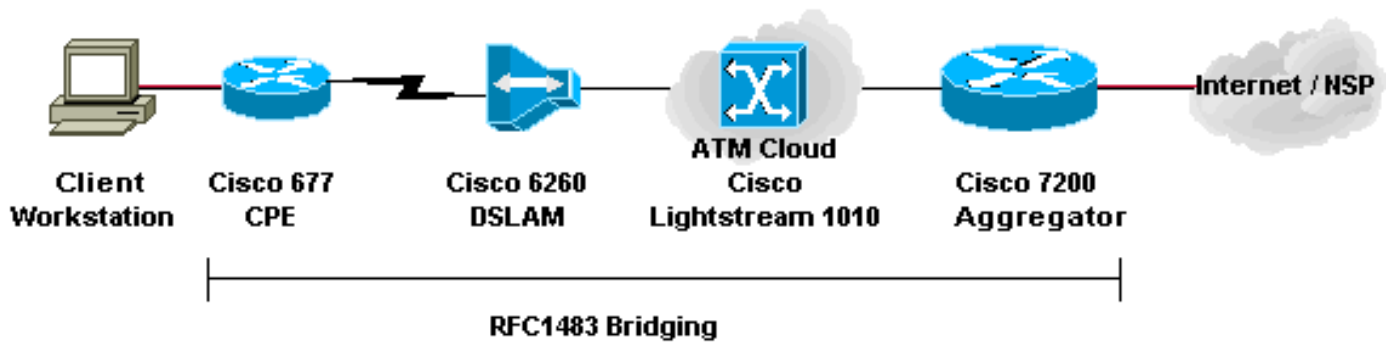 Internet / NSP
ATM Cloud
Client
Workstation
Cisco 677
CPE
Cisco 6260
DSLAM
Cisco
Lightstream 1010
Cisco 7200
Aggregator
RFC1483 Bridging